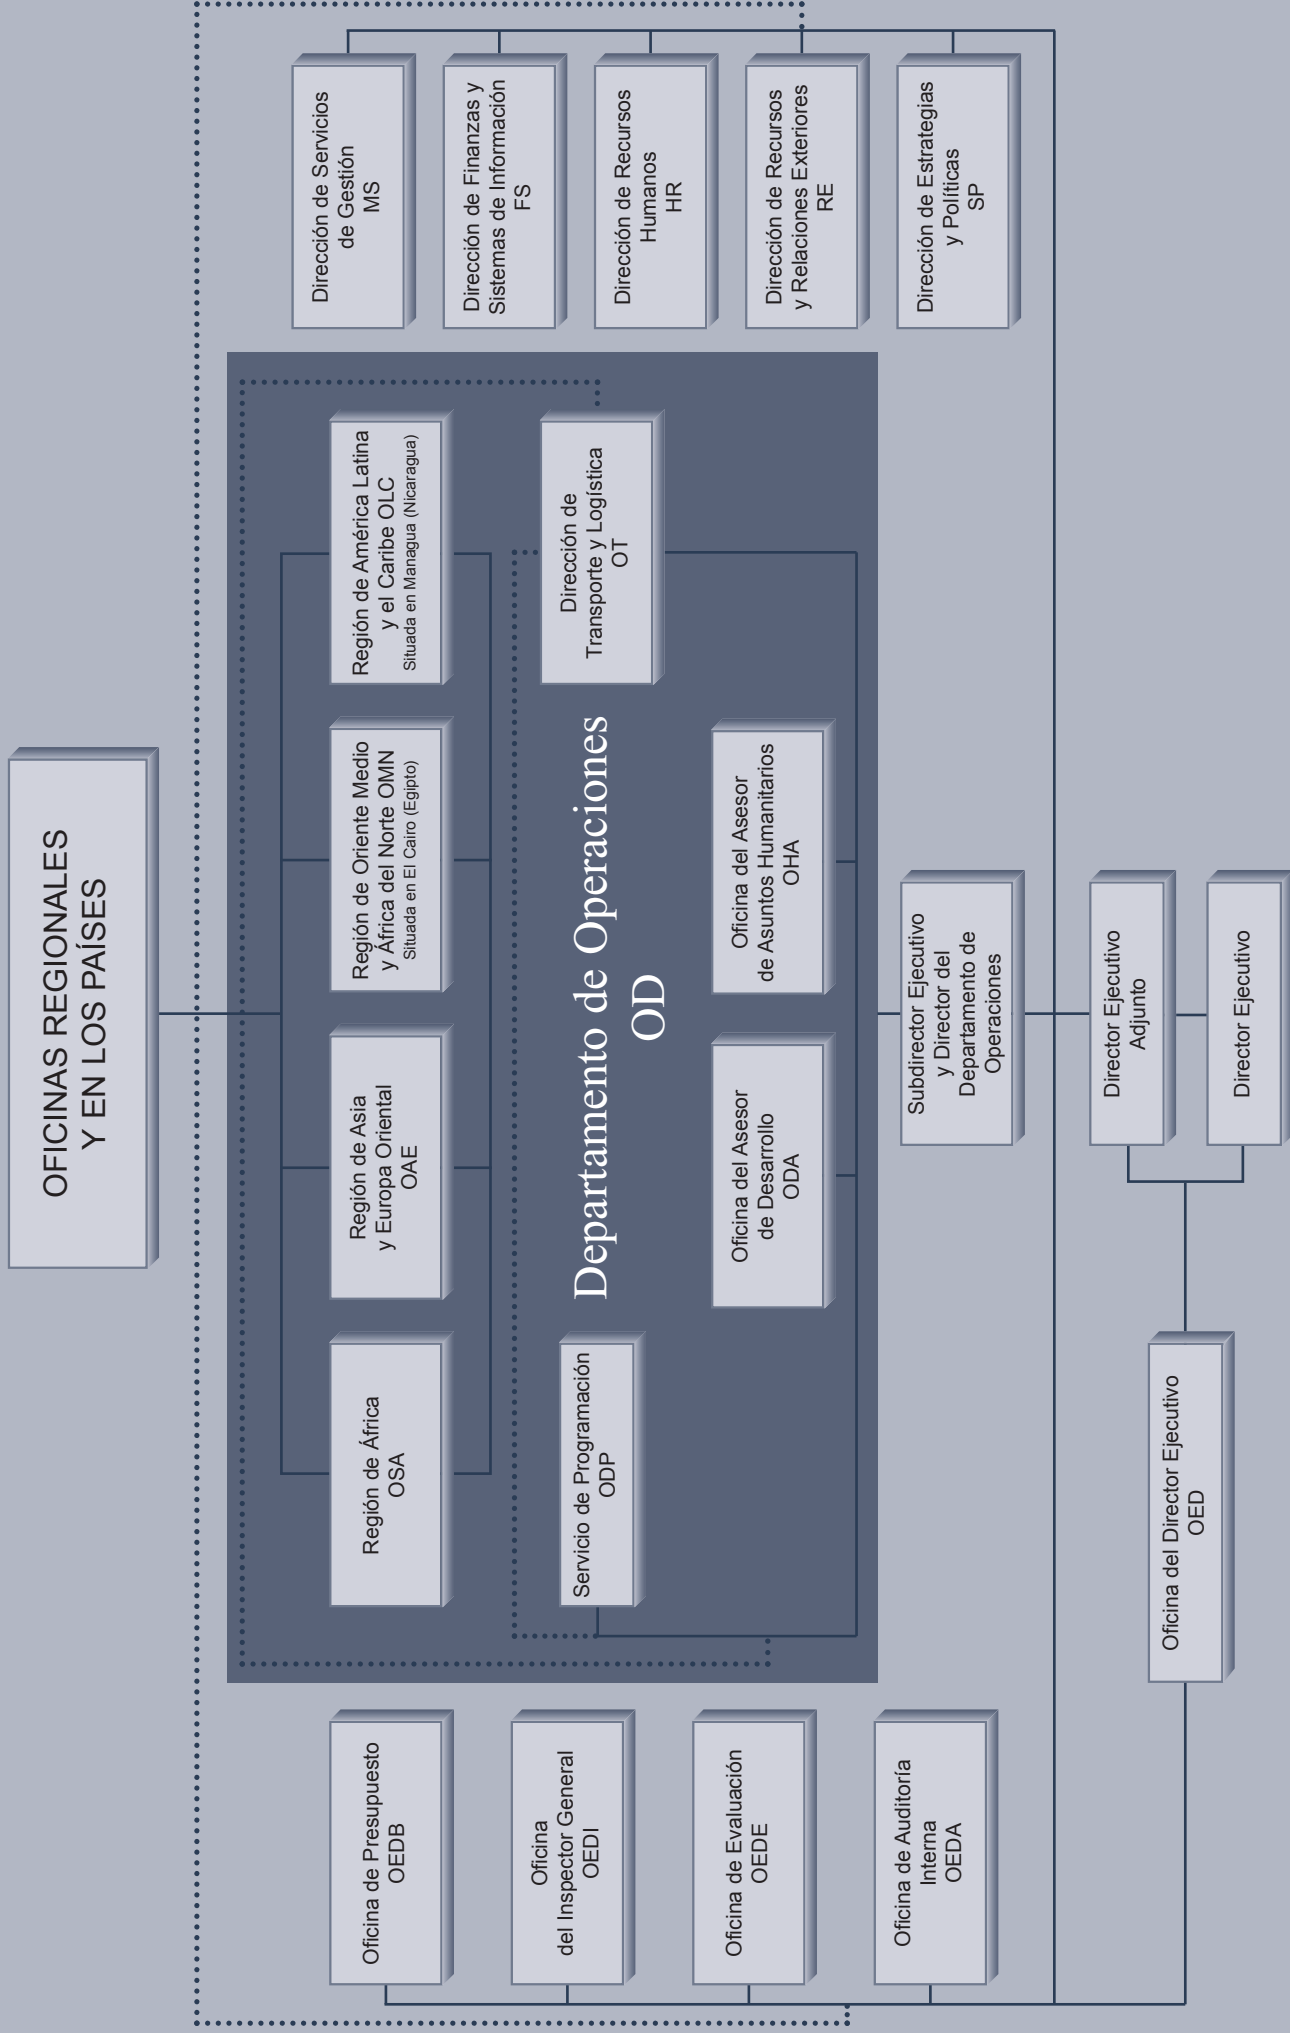 OFICINAS REGIONALES
Y EN LOS PAÍSES
Oficina de Presupuesto
OEDB
Oficina
del Inspector General
OEDI
Oficina de Evaluación
OEDE
Oficina de Auditoría
Interna
OEDA
Región de África
OSA
Región de Asia
y Europa Oriental
OAE
Región de Oriente Medio
y África del Norte OMN
Situada en El Cairo (Egipto)
Región de América Latina
y el Caribe OLC
Situada en Managua (Nicaragua)
Servicio de Programación
ODP
Departamento de Operaciones
OD
Dirección de
Transporte y Logística
OT
Oficina del Asesor
de Desarrollo
ODA
Oficina del Asesor
de Asuntos Humanitarios
OHA
Dirección de Servicios
de Gestión
MS
Dirección de Finanzas y
Sistemas de Información
FS
Dirección de Recursos
Humanos
HR
Dirección de Recursos
y Relaciones Exteriores
RE
Dirección de Estrategias
y Políticas
SP
Subdirector Ejecutivo
y Director del
Departamento de
Operaciones
Director Ejecutivo
Adjunto
Oficina del Director Ejecutivo
OED
Director Ejecutivo